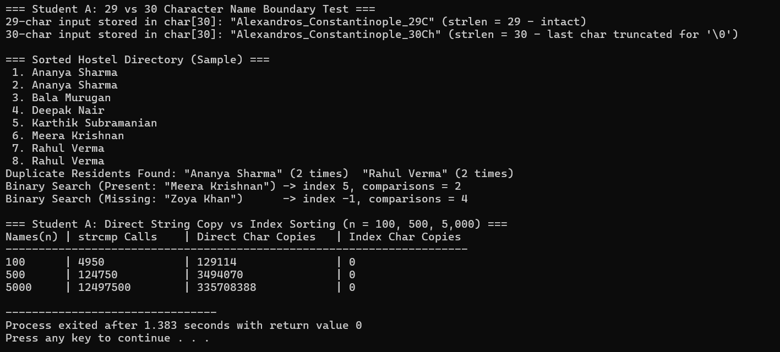 === Student A: 29 vs 30 Character Name Boundary Test ===
29-char input stored in char[30]: "Alexandros_Constantinople_29C" (strlen = 29 - intact)
30-char input stored in char[30]: "Alexandros_Constantinople_30Ch" (strlen = 30 - last char truncated for '\0')

=== Sorted Hostel Directory (Sample) ===
 1. Ananya Sharma
 2. Ananya Sharma
 3. Bala Murugan
 4. Deepak Nair
 5. Karthik Subramanian
 6. Meera Krishnan
 7. Rahul Verma
 8. Rahul Verma
Duplicate Residents Found: "Ananya Sharma" (2 times)  "Rahul Verma" (2 times)
Binary Search (Present: "Meera Krishnan") -> index 5, comparisons = 2
Binary Search (Missing: "Zoya Khan")      -> index -1, comparisons = 4

=== Student A: Direct String Copy vs Index Sorting (n = 100, 500, 5,000) ===
Names(n) | strcmp Calls    | Direct Char Copies   | Index Char Copies
----------------------------------------------------------------------
100      | 4950            | 129114               | 0
500      | 124750          | 3494070              | 0
5000     | 12497500        | 335708388            | 0

--------------------------------
Process exited after 1.383 seconds with return value 0
Press any key to continue . . .